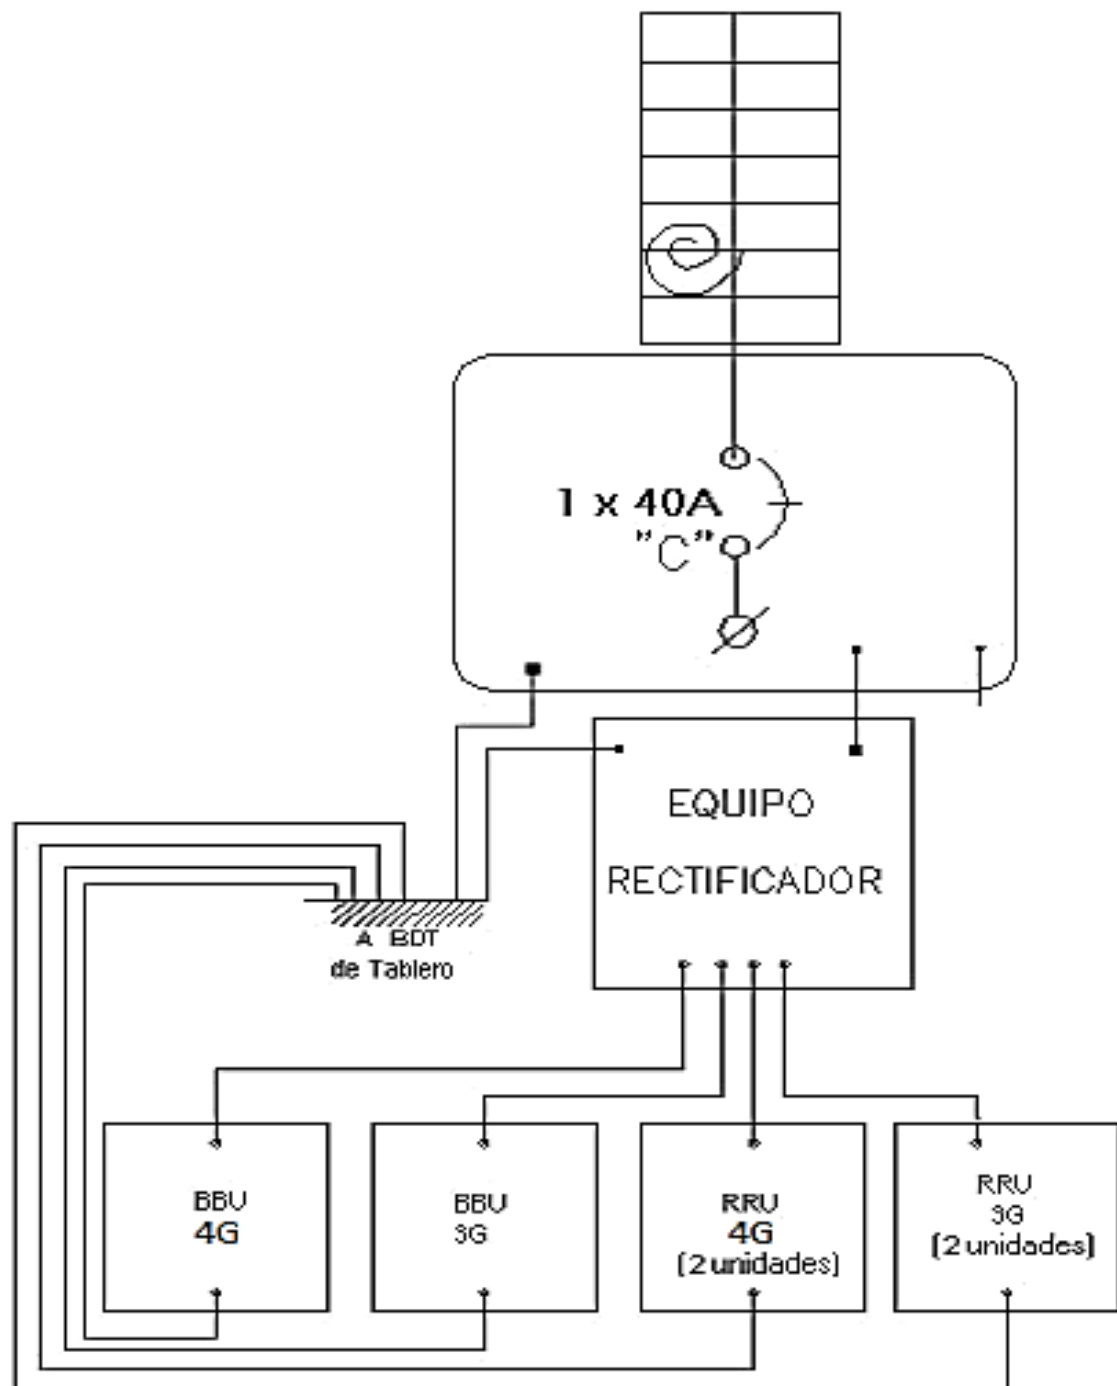 1 x 40A
"C"
EQUIPO
RECTIFICADOR
A BDT
de Tablero
BBU
4G
BBU
3G
RRU
4G
(2 unidades)
RRU
3G
(2 unidades)